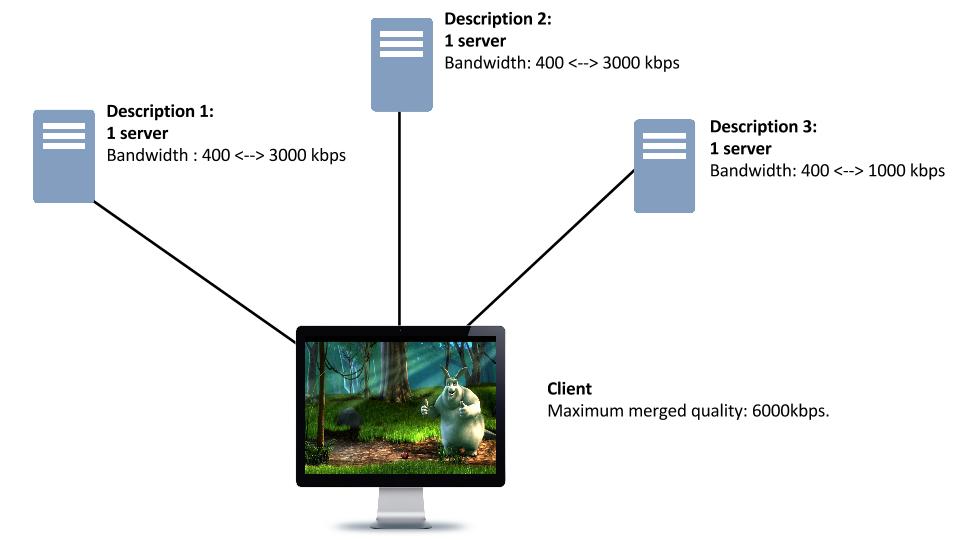 Description 2:
1 server
Bandwidth: 400 <--> 3000 kbps
Description 1:
1 server
Bandwidth : 400 <--> 3000 kbps
Description 3:
1 server
Bandwidth: 400 <--> 1000 kbps
Client
Maximum merged quality: 6000kbps.